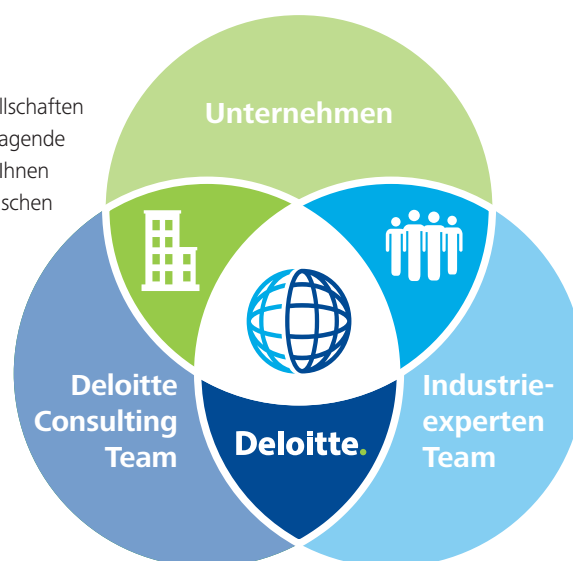 llschaften
agende
Ihnen
schen
Unternehmen
Deloitte
Consulting
Team
Deloitte.
Industrie-
experten
Team